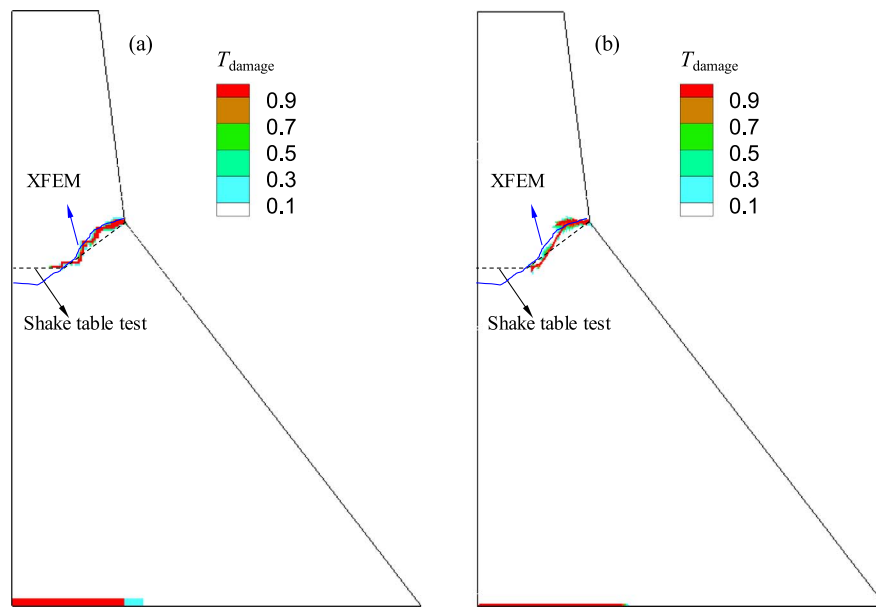 (a)
T_damage
0.9
0.7
0.5
0.3
0.1
XFEM
Shake table test
(b)
T_damage
0.9
0.7
0.5
0.3
0.1
XFEM
Shake table test